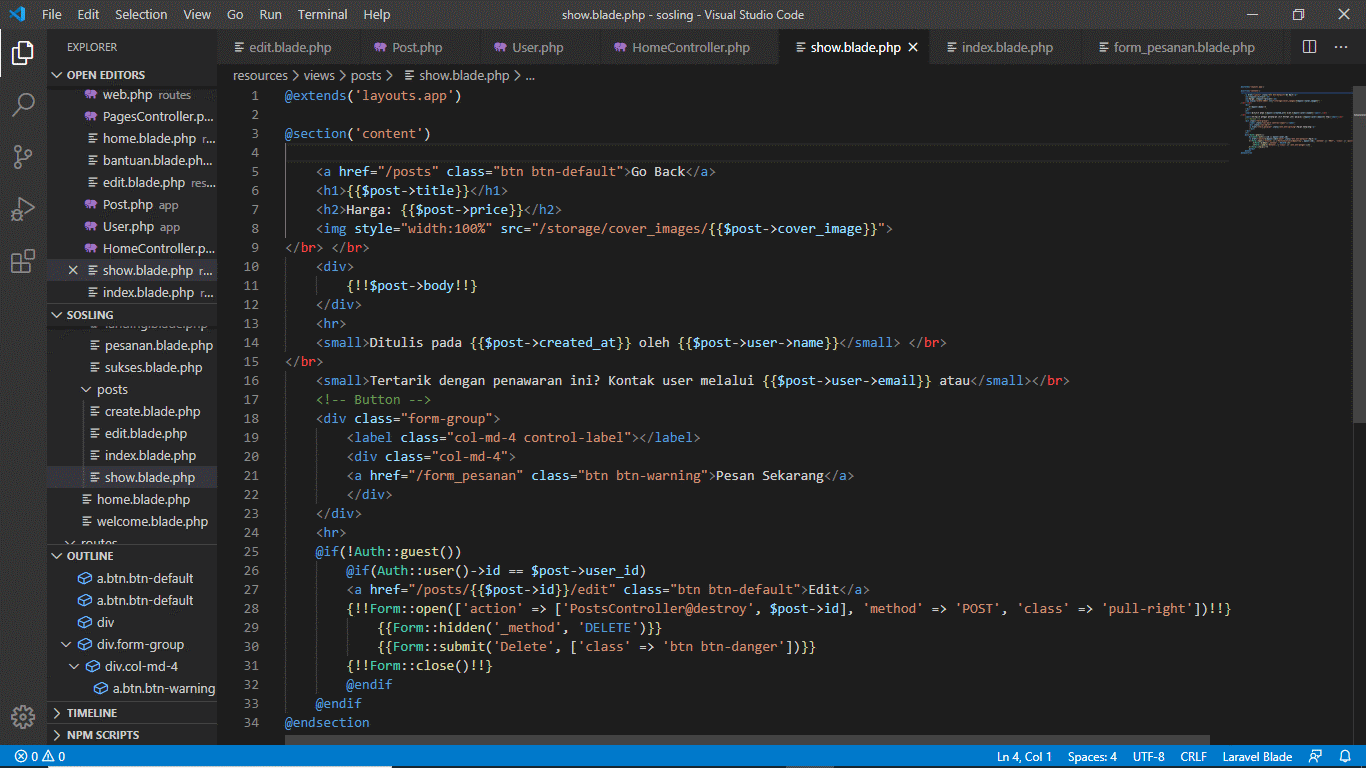 File Edit Selection View Go Run Terminal Help show.blade.php - sosling - Visual Studio Code
EXPLORER
edit.blade.php Post.php User.php HomeController.php show.blade.php index.blade.php form_pesanan.blade.php
OPEN EDITORS
web.php routes
PagesController.p...
home.blade.php r...
bantuan.blade.ph...
edit.blade.php res...
Post.php app
User.php app
HomeController.p...
show.blade.php r...
index.blade.php r...
SOSLING
landing.blade.php
pesanan.blade.php
sukses.blade.php
posts
create.blade.php
edit.blade.php
index.blade.php
show.blade.php
home.blade.php
welcome.blade.php
routes
OUTLINE
a.btn.btn-default
a.btn.btn-default
div
div.form-group
div.col-md-4
a.btn.btn-warning
TIMELINE
NPM SCRIPTS
resources > views > posts > show.blade.php > ...
1 @extends('layouts.app')
2
3 @section('content')
4
5 <a href="/posts" class="btn btn-default">Go Back</a>
6 <h1>{{$post->title}}</h1>
7 <h2>Harga: {{$post->price}}</h2>
8 <img style="width:100%" src="/storage/cover_images/{{$post->cover_image}}">
9 </br> </br>
10 <div>
11 {!!$post->body!!}
12 </div>
13 <hr>
14 <small>Ditulis pada {{$post->created_at}} oleh {{$post->user->name}}</small> </br>
15 </br>
16 <small>Tertarik dengan penawaran ini? Kontak user melalui {{$post->user->email}} atau</small></br>
17 <!-- Button -->
18 <div class="form-group">
19 <label class="col-md-4 control-label"></label>
20 <div class="col-md-4">
21 <a href="/form_pesanan" class="btn btn-warning">Pesan Sekarang</a>
22 </div>
23 </div>
24 <hr>
25 @if(!Auth::guest())
26 @if(Auth::user()->id == $post->user_id)
27 <a href="/posts/{{$post->id}}/edit" class="btn btn-default">Edit</a>
28 {!!Form::open(['action' => ['PostsController@destroy', $post->id], 'method' => 'POST', 'class' => 'pull-right'])!!}
29 {{Form::hidden('_method', 'DELETE')}}
30 {{Form::submit('Delete', ['class' => 'btn btn-danger'])}}
31 {!!Form::close()!!}
32 @endif
33 @endif
34 @endsection
0 0 Ln 4, Col 1 Spaces: 4 UTF-8 CRLF Laravel Blade